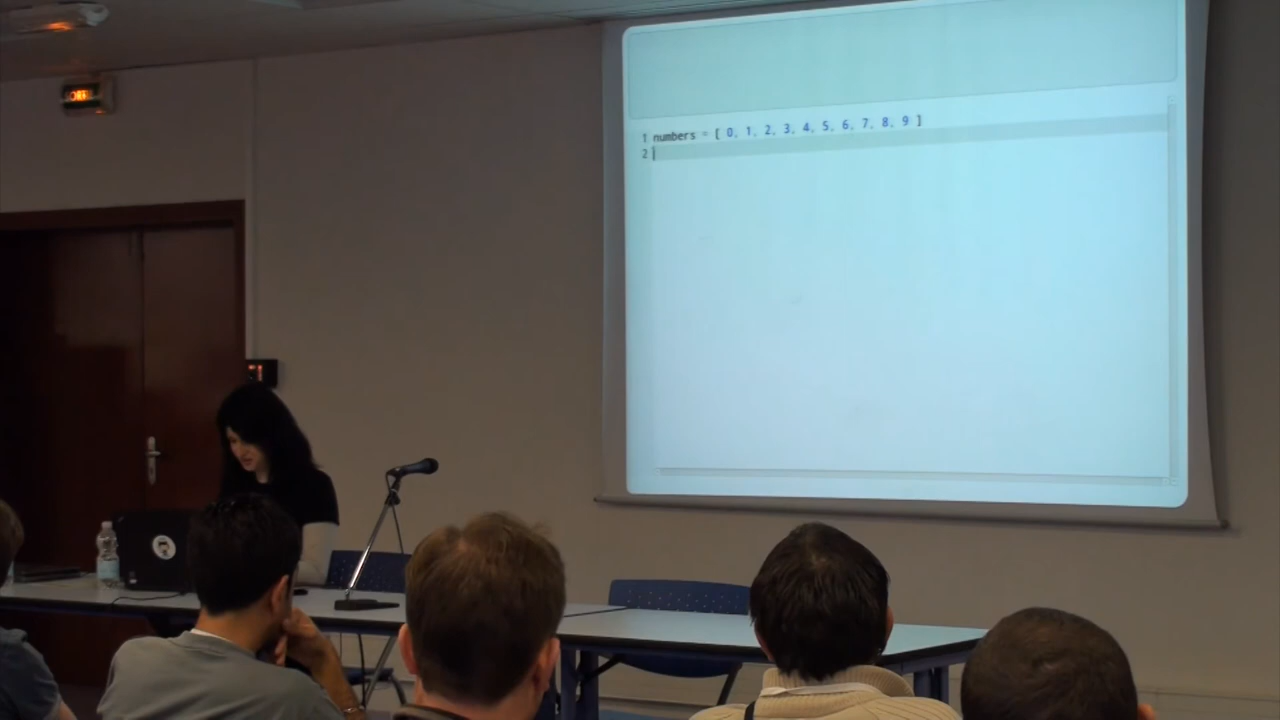 1 numbers = [ 0, 1, 2, 3, 4, 5, 6, 7, 8, 9 ]
2